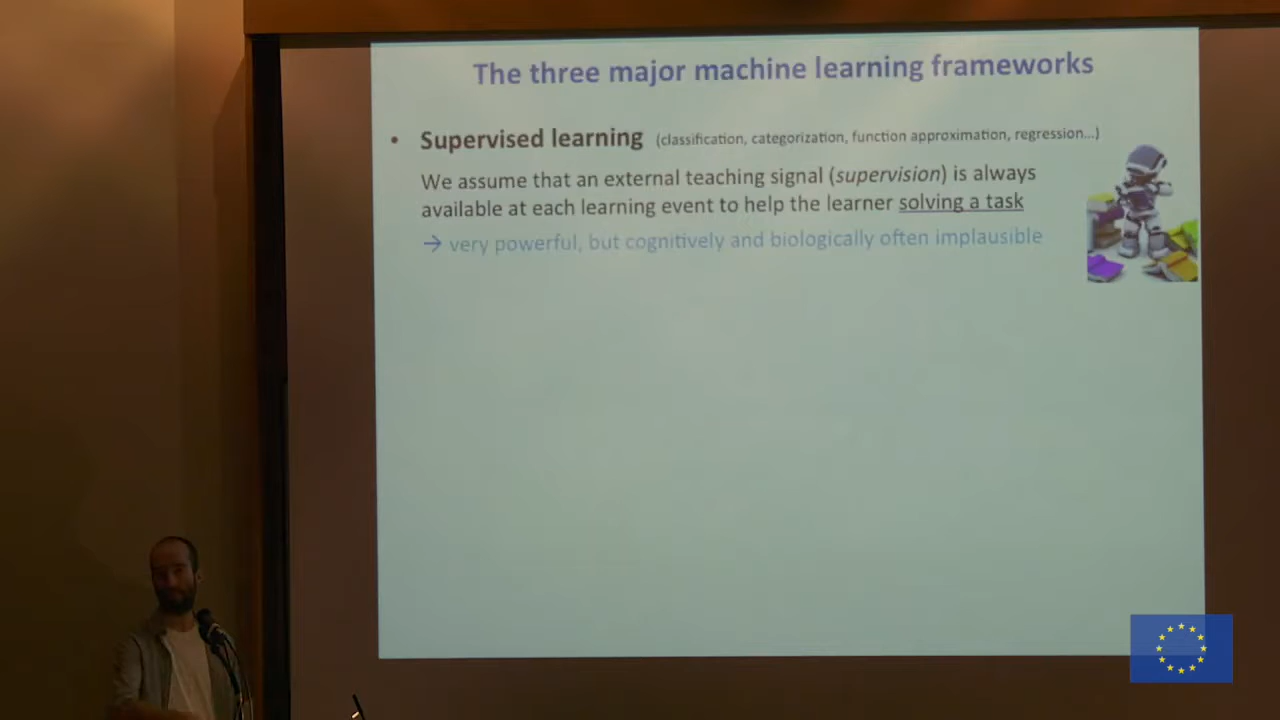 The three major machine learning frameworks
• Supervised learning (classification, categorization, function approximation, regression...)
We assume that an external teaching signal (supervision) is always
available at each learning event to help the learner solving a task
→ very powerful, but cognitively and biologically often implausible